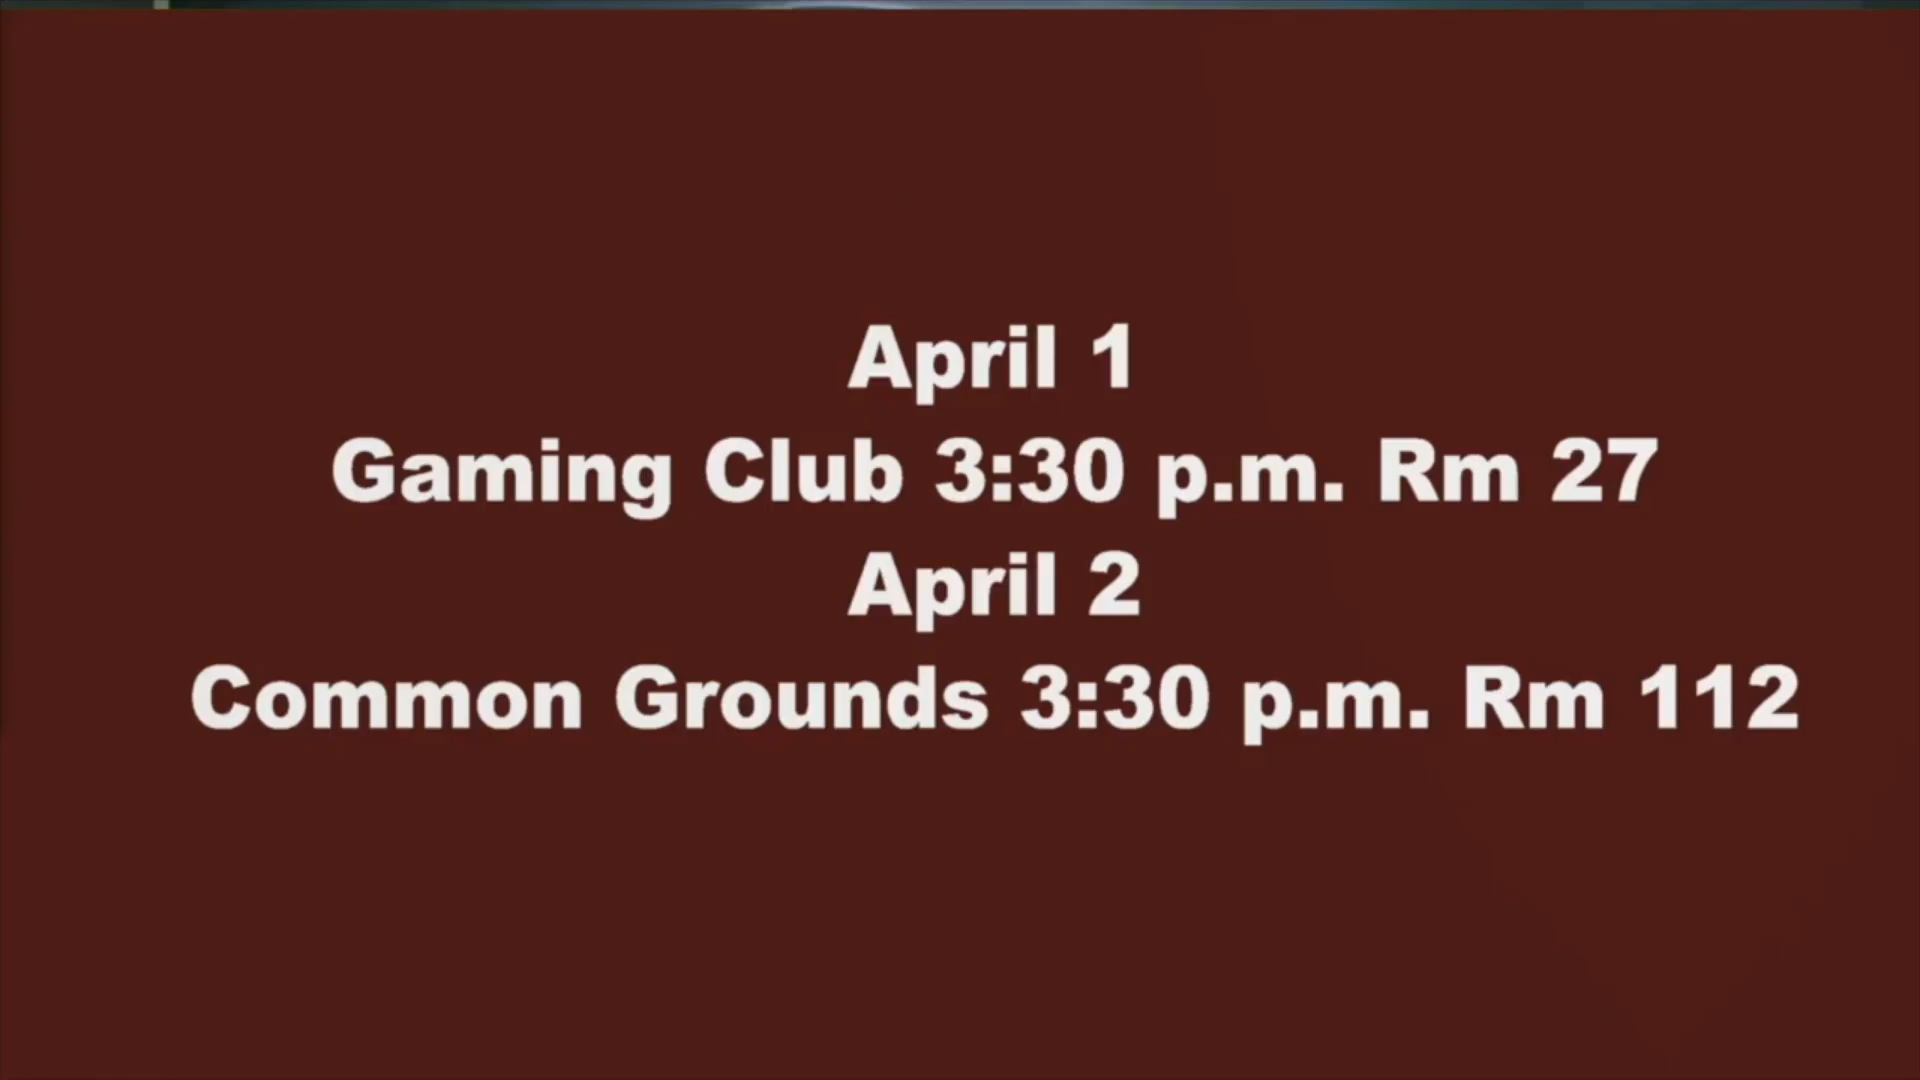 April 1
Gaming Club 3:30 p.m. Rm 27
April 2
Common Grounds 3:30 p.m. Rm 112